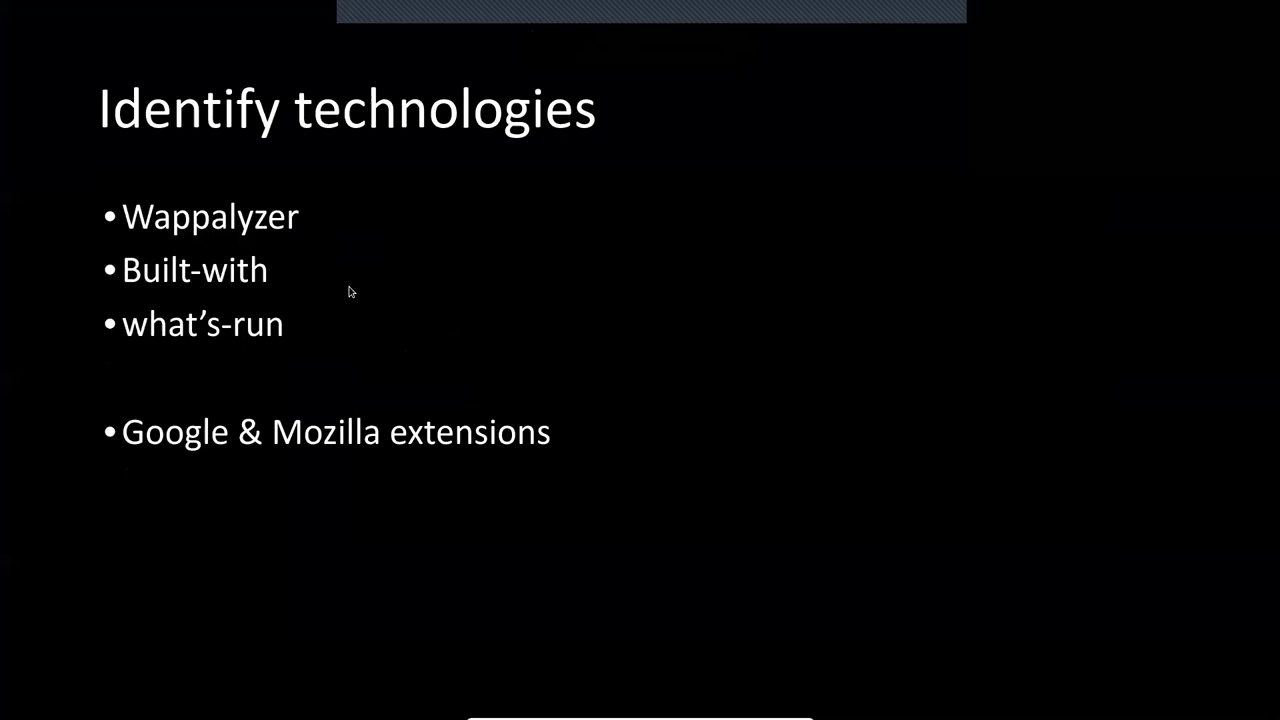 Identify technologies
•Wappalyzer
•Built-with
•what’s-run
•Google & Mozilla extensions